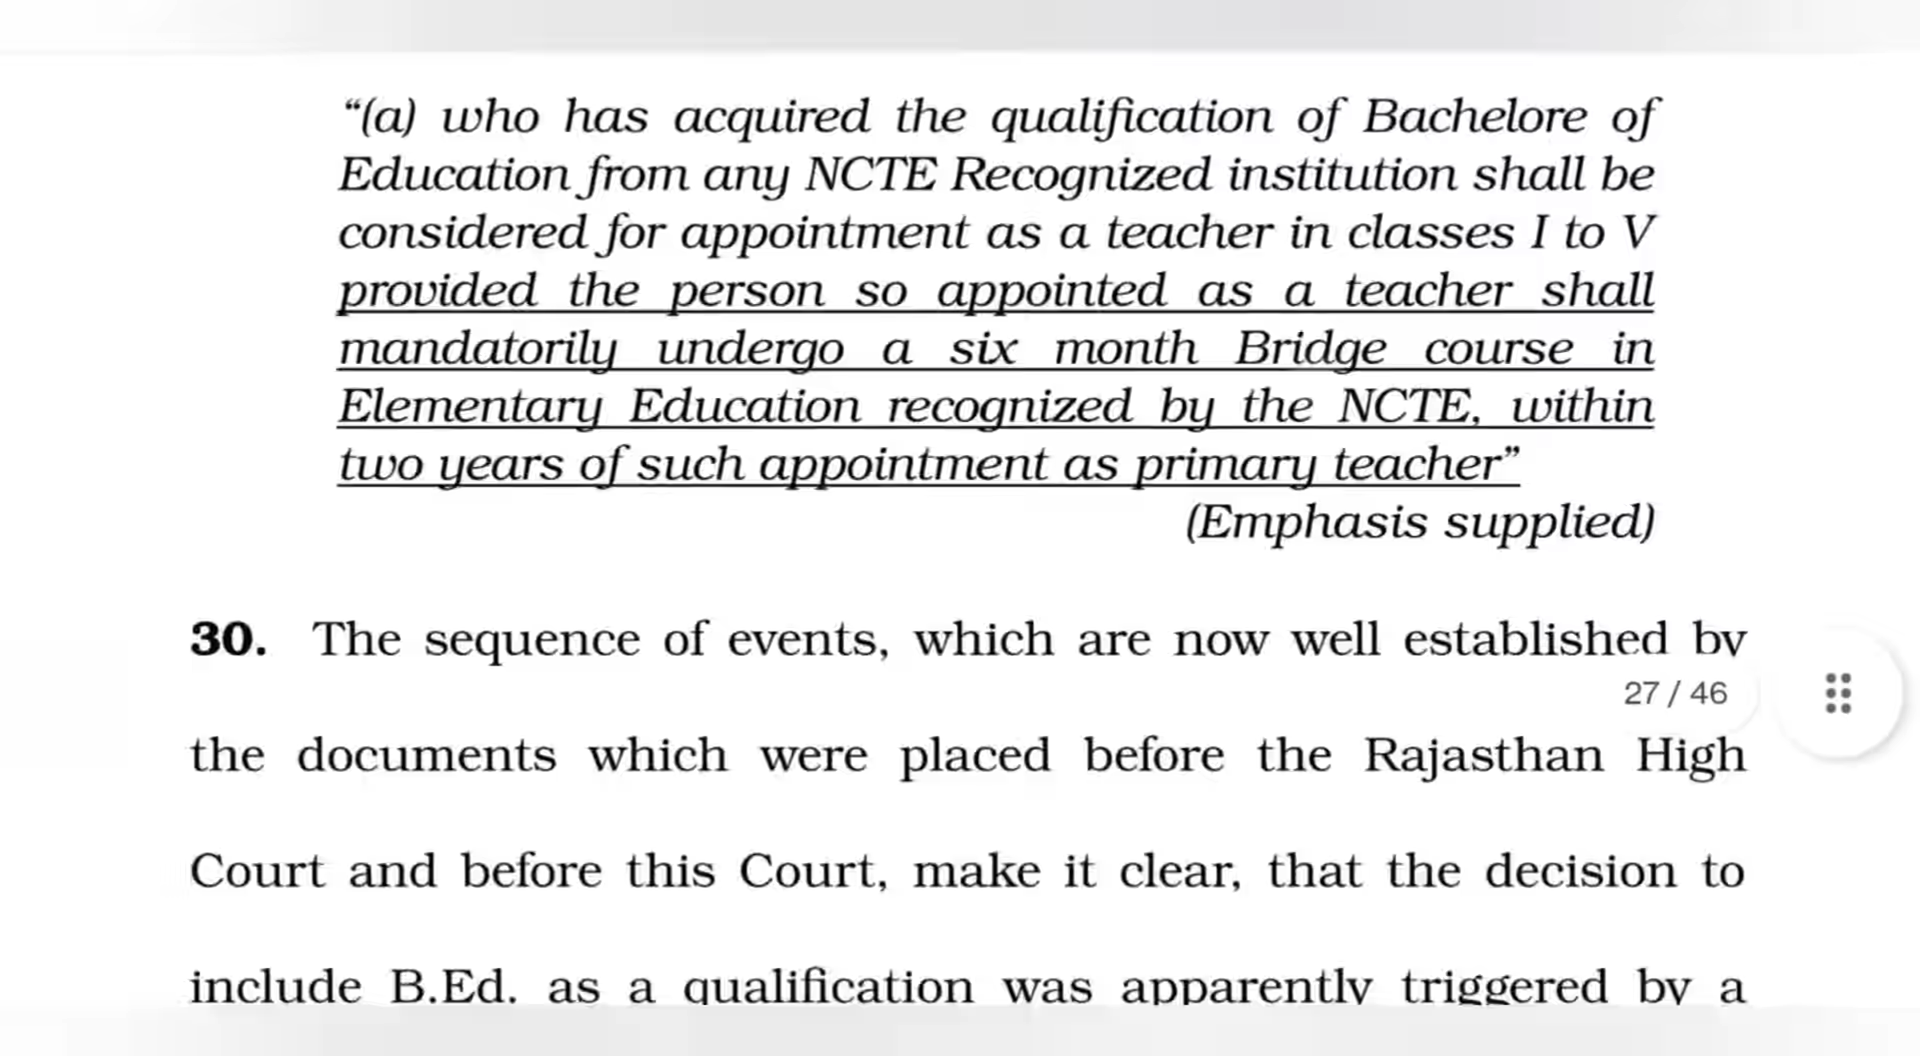 “(a) who has acquired the qualification of Bachelore of
Education from any NCTE Recognized institution shall be
considered for appointment as a teacher in classes I to V
provided the person so appointed as a teacher shall
mandatorily undergo a six month Bridge course in
Elementary Education recognized by the NCTE, within
two years of such appointment as primary teacher”
(Emphasis supplied)
30. The sequence of events, which are now well established by
27 / 46
the documents which were placed before the Rajasthan High
Court and before this Court, make it clear, that the decision to
include B.Ed. as a qualification was apparently triggered by a